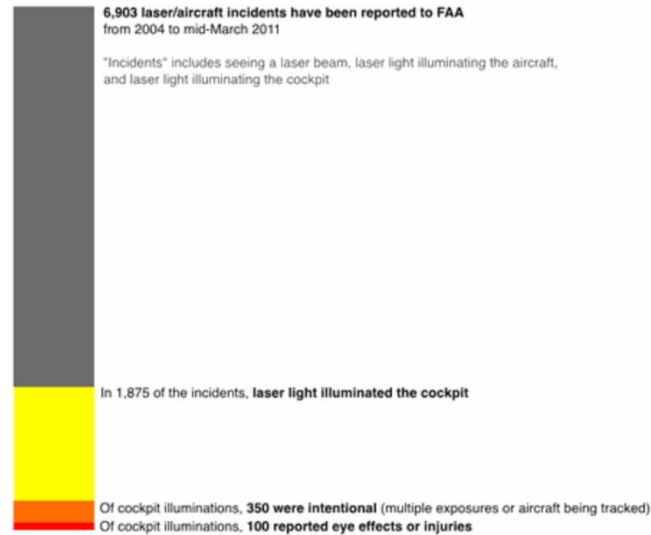 6,903 laser/aircraft incidents have been reported to FAA
from 2004 to mid-March 2011
"Incidents" includes seeing a laser beam, laser light illuminating the aircraft,
and laser light illuminating the cockpit
In 1,875 of the incidents, laser light illuminated the cockpit
Of cockpit illuminations, 350 were intentional (multiple exposures or aircraft being tracked)
Of cockpit illuminations, 100 reported eye effects or injuries